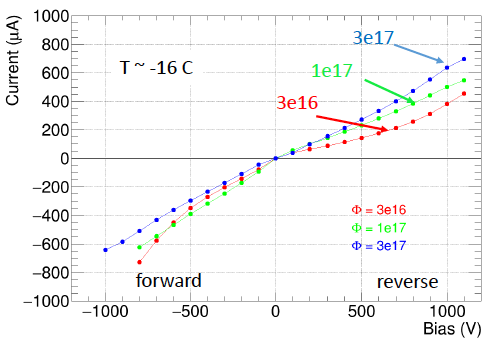 Current (μA)
1000
800
600
400
200
0
−200
−400
−600
−800
−1000
T ~ -16 C
3e17
1e17
3e16
Φ = 3e16
Φ = 1e17
Φ = 3e17
forward
reverse
−1000
−500
0
500
1000
Bias (V)